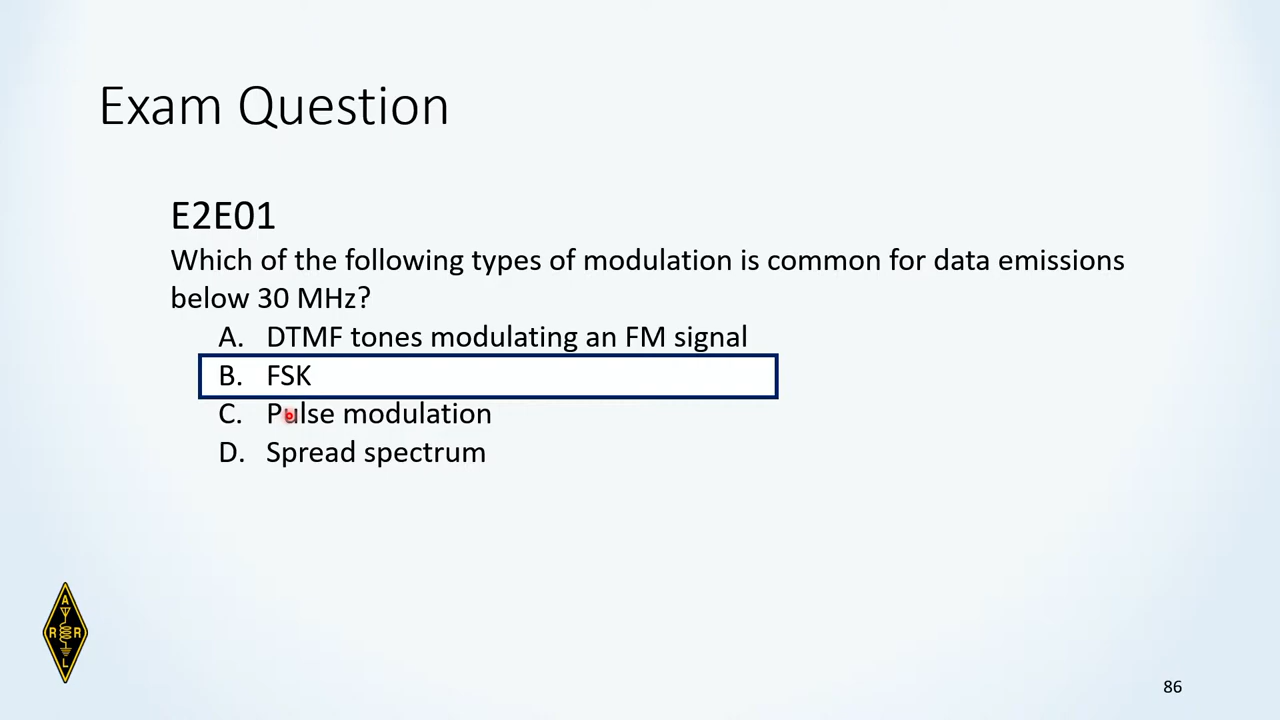 Exam Question
E2E01
Which of the following types of modulation is common for data emissions
below 30 MHz?
A. DTMF tones modulating an FM signal
B. FSK
C. Pulse modulation
D. Spread spectrum
A
R R
L
86